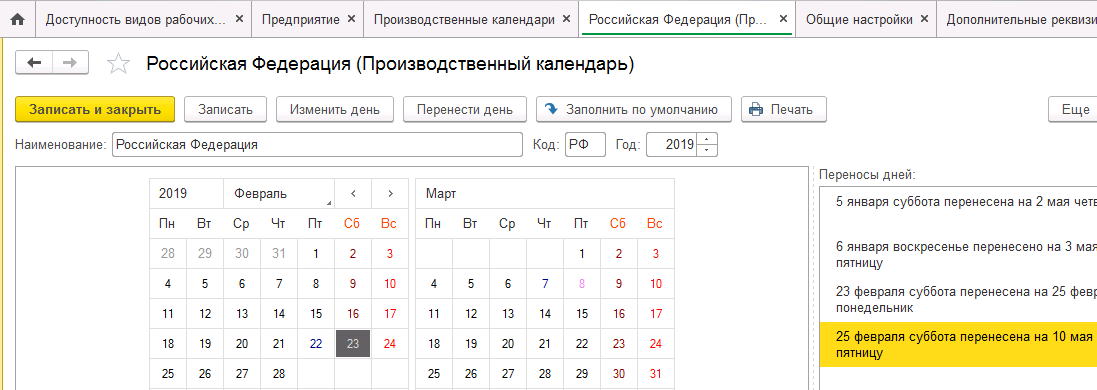 Доступность видов рабочих... × Предприятие × Производственные календари × Российская Федерация (Пр... × Общие настройки × Дополнительные реквизи
Российская Федерация (Производственный календарь)
Записать и закрыть Записать Изменить день Перенести день Заполнить по умолчанию Печать Еще
Наименование: Российская Федерация Код: РФ Год: 2019
Переносы дней:
2019 Февраль < > Март
Пн Вт Ср Чт Пт Сб Вс Пн Вт Ср Чт Пт Сб Вс
28 29 30 31 1 2 3 1 2 3
4 5 6 7 8 9 10 4 5 6 7 8 9 10
11 12 13 14 15 16 17 11 12 13 14 15 16 17
18 19 20 21 22 23 24 18 19 20 21 22 23 24
25 26 27 28 25 26 27 28 29 30 31
5 января суббота перенесена на 2 мая четв
6 января воскресенье перенесено на 3 мая
пятницу
23 февраля суббота перенесена на 25 февр
понедельник
25 февраля суббота перенесена на 10 мая
пятницу